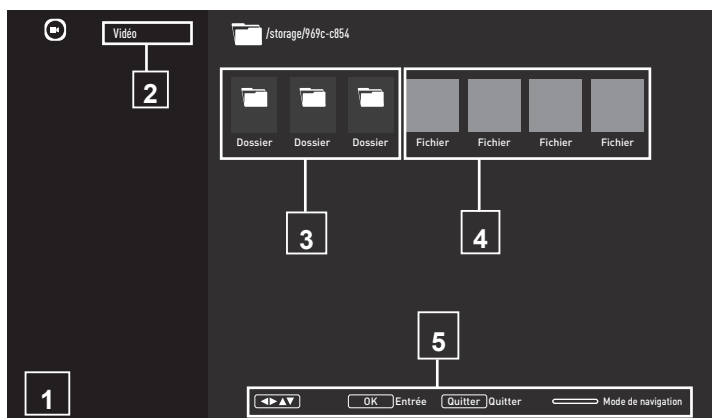 Vidéo
/storage/969c-c854
2
Dossier Dossier Dossier Fichier Fichier Fichier Fichier
3 4
5
1
OK Entrée Quitter Quitter Mode de navigation